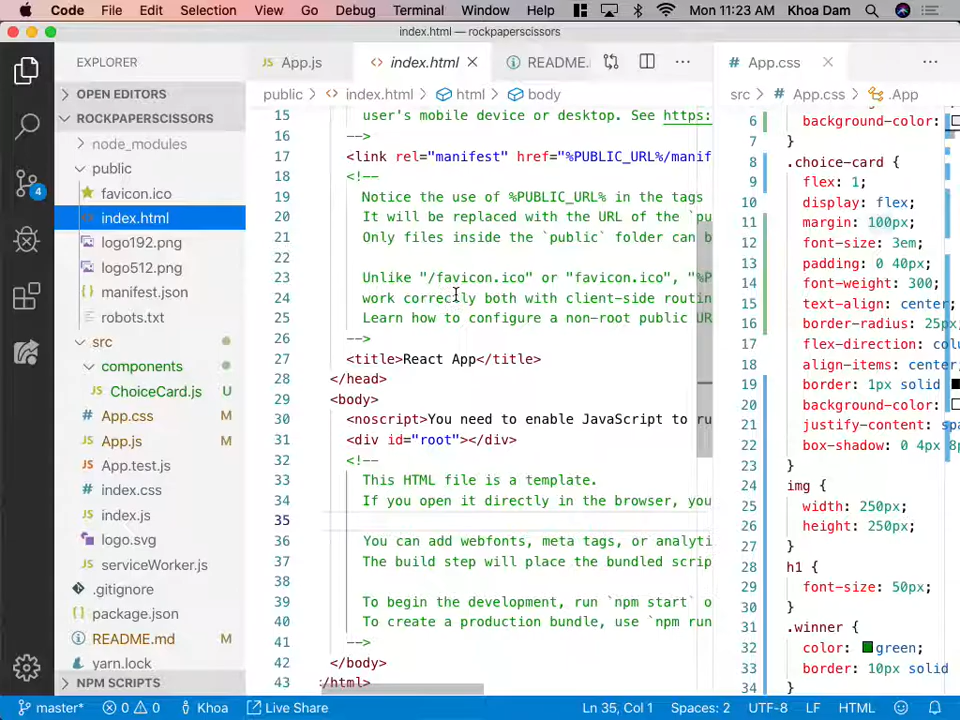 Code File Edit Selection View Go Debug Terminal Window Help Mon 11:23 AM Khoa Dam
index.html — rockpaperscissors
EXPLORER
OPEN EDITORS
ROCKPAPERSCISSORS
node_modules
public
favicon.ico
index.html
logo192.png
logo512.png
manifest.json
robots.txt
src
components
ChoiceCard.js U
App.css M
App.js M
App.test.js
index.css
index.js
logo.svg
serviceWorker.js
.gitignore
package.json
README.md M
yarn.lock
NPM SCRIPTS
4
App.js index.html README.
public > index.html > html > body
15 user's mobile device or desktop. See https:
16 -->
17 <link rel="manifest" href="%PUBLIC_URL%/manif
18 <!--
19 Notice the use of %PUBLIC_URL% in the tags
20 It will be replaced with the URL of the `pu
21 Only files inside the `public` folder can b
22
23 Unlike "/favicon.ico" or "favicon.ico", "%P
24 work correctly both with client-side routin
25 Learn how to configure a non-root public UR
26 -->
27 <title>React App</title>
28 </head>
29 <body>
30 <noscript>You need to enable JavaScript to ru
31 <div id="root"></div>
32 <!--
33 This HTML file is a template.
34 If you open it directly in the browser, you
35
36 You can add webfonts, meta tags, or analyti
37 The build step will place the bundled scrip
38
39 To begin the development, run `npm start` o
40 To create a production bundle, use `npm run
41 -->
42 </body>
43 /html>
App.css
src > App.css > .App
6 background-color:
7 }
8 .choice-card {
9 flex: 1;
10 display: flex;
11 margin: 100px;
12 font-size: 3em;
13 padding: 0 40px;
14 font-weight: 300;
15 text-align: center;
16 border-radius: 25px
17 flex-direction: colu
18 align-items: center;
19 border: 1px solid
20 background-color:
21 justify-content: spa
22 box-shadow: 0 4px 8p
23 }
24 img {
25 width: 250px;
26 height: 250px;
27 }
28 h1 {
29 font-size: 50px;
30 }
31 .winner {
32 color: green;
33 border: 10px solid
34 }
master* 0 0 Khoa Live Share Ln 35, Col 1 Spaces: 2 UTF-8 LF HTML